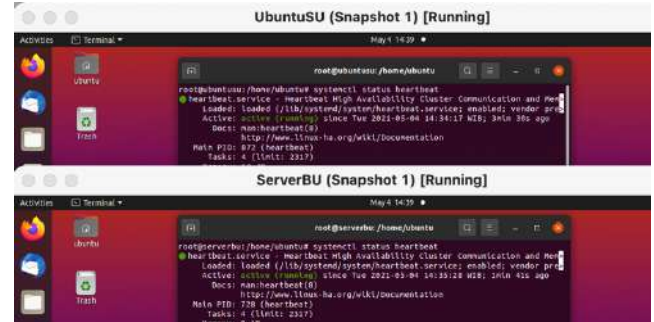 UbuntuSU (Snapshot 1) [Running]
Activities Terminal May 4 14:39
root@ubuntusu: /home/ubuntu
ubuntu
root@ubuntusu:/home/ubuntu# systemctl status heartbeat
heartbeat.service - Heartbeat High Availability Cluster Communication and Mem
Loaded: loaded (/lib/systemd/system/heartbeat.service; enabled; vendor pre
Active: active (running) since Tue 2021-05-04 14:34:17 WIB; 3min 30s ago
Docs: man:heartbeat(8)
http://www.linux-ha.org/wiki/Documentation
Trash
Main PID: 872 (heartbeat)
Tasks: 4 (limit: 2317)
ServerBU (Snapshot 1) [Running]
Activities Terminal May 4 14:39
root@serverbu: /home/ubuntu
ubuntu
root@serverbu:/home/ubuntu# systemctl status heartbeat
heartbeat.service - Heartbeat High Availability Cluster Communication and Mem
Loaded: loaded (/lib/systemd/system/heartbeat.service; enabled; vendor pre
Active: active (running) since Tue 2021-05-04 14:35:28 WIB; 1min 41s ago
Docs: man:heartbeat(8)
http://www.linux-ha.org/wiki/Documentation
Trash
Main PID: 728 (heartbeat)
Tasks: 4 (limit: 2317)